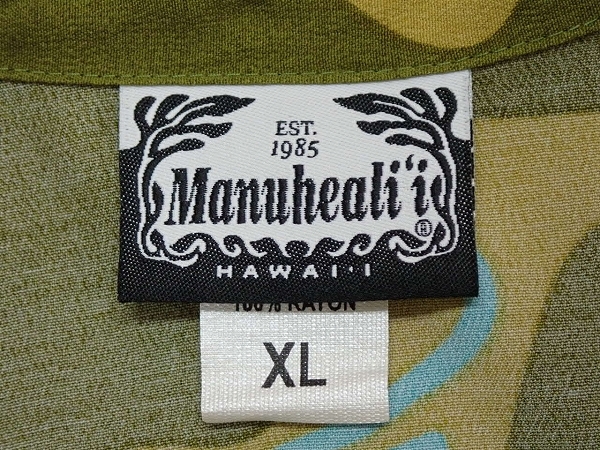 EST.
1985
Manuheali‘i
®
HAWAI‘I
100% RAYON
XL